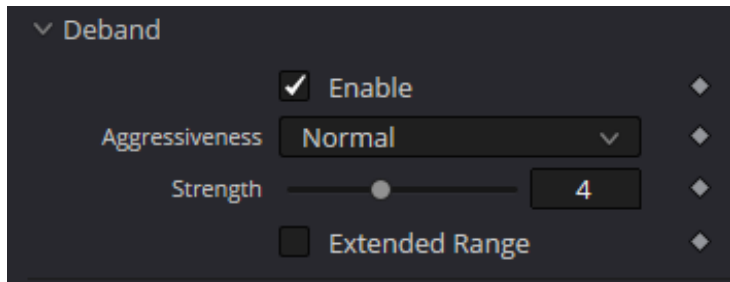 Deband
Enable
Aggressiveness Normal
Strength 4
Extended Range